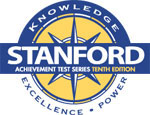 KNOWLEDGE
STANFORD
ACHIEVEMENT TEST SERIES TENTH EDITION
EXCELLENCE • POWER